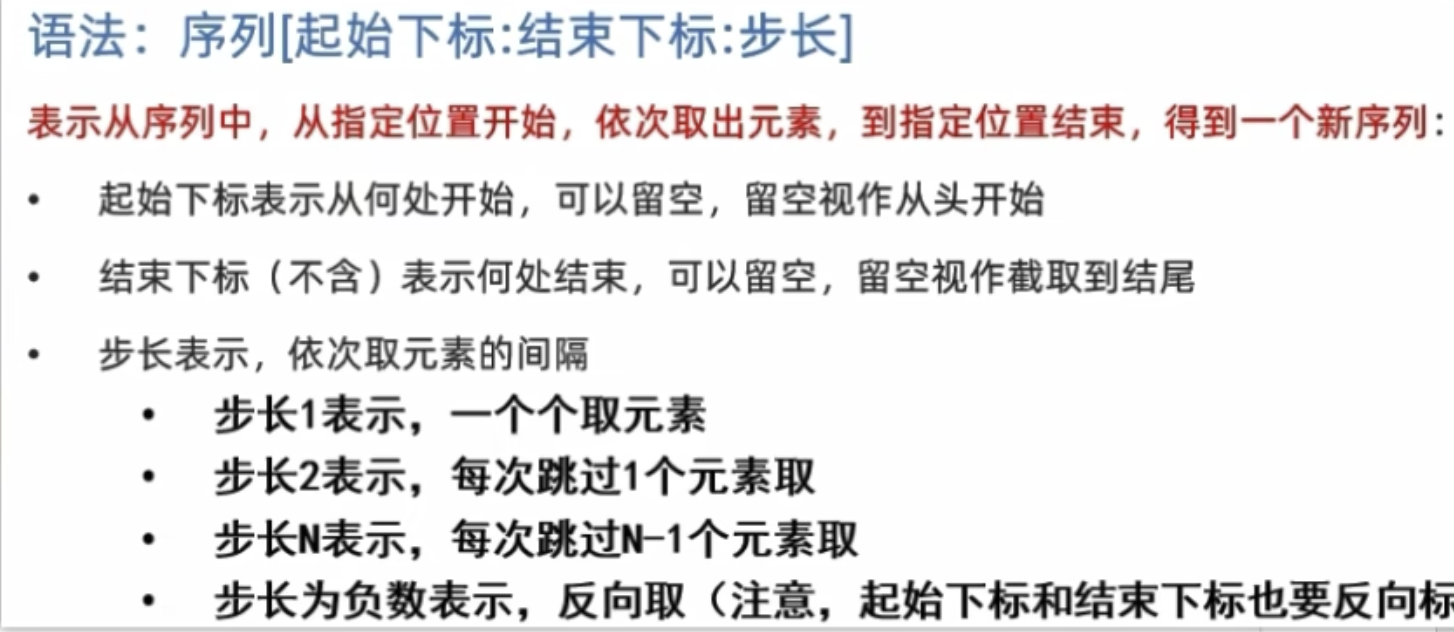 语法：序列[起始下标:结束下标:步长]
表示从序列中，从指定位置开始，依次取出元素，到指定位置结束，得到一个新序列：
• 起始下标表示从何处开始，可以留空，留空视作从头开始
• 结束下标（不含）表示何处结束，可以留空，留空视作截取到结尾
• 步长表示，依次取元素的间隔
• 步长1表示，一个个取元素
• 步长2表示，每次跳过1个元素取
• 步长N表示，每次跳过N-1个元素取
• 步长为负数表示，反向取（注意，起始下标和结束下标也要反向标